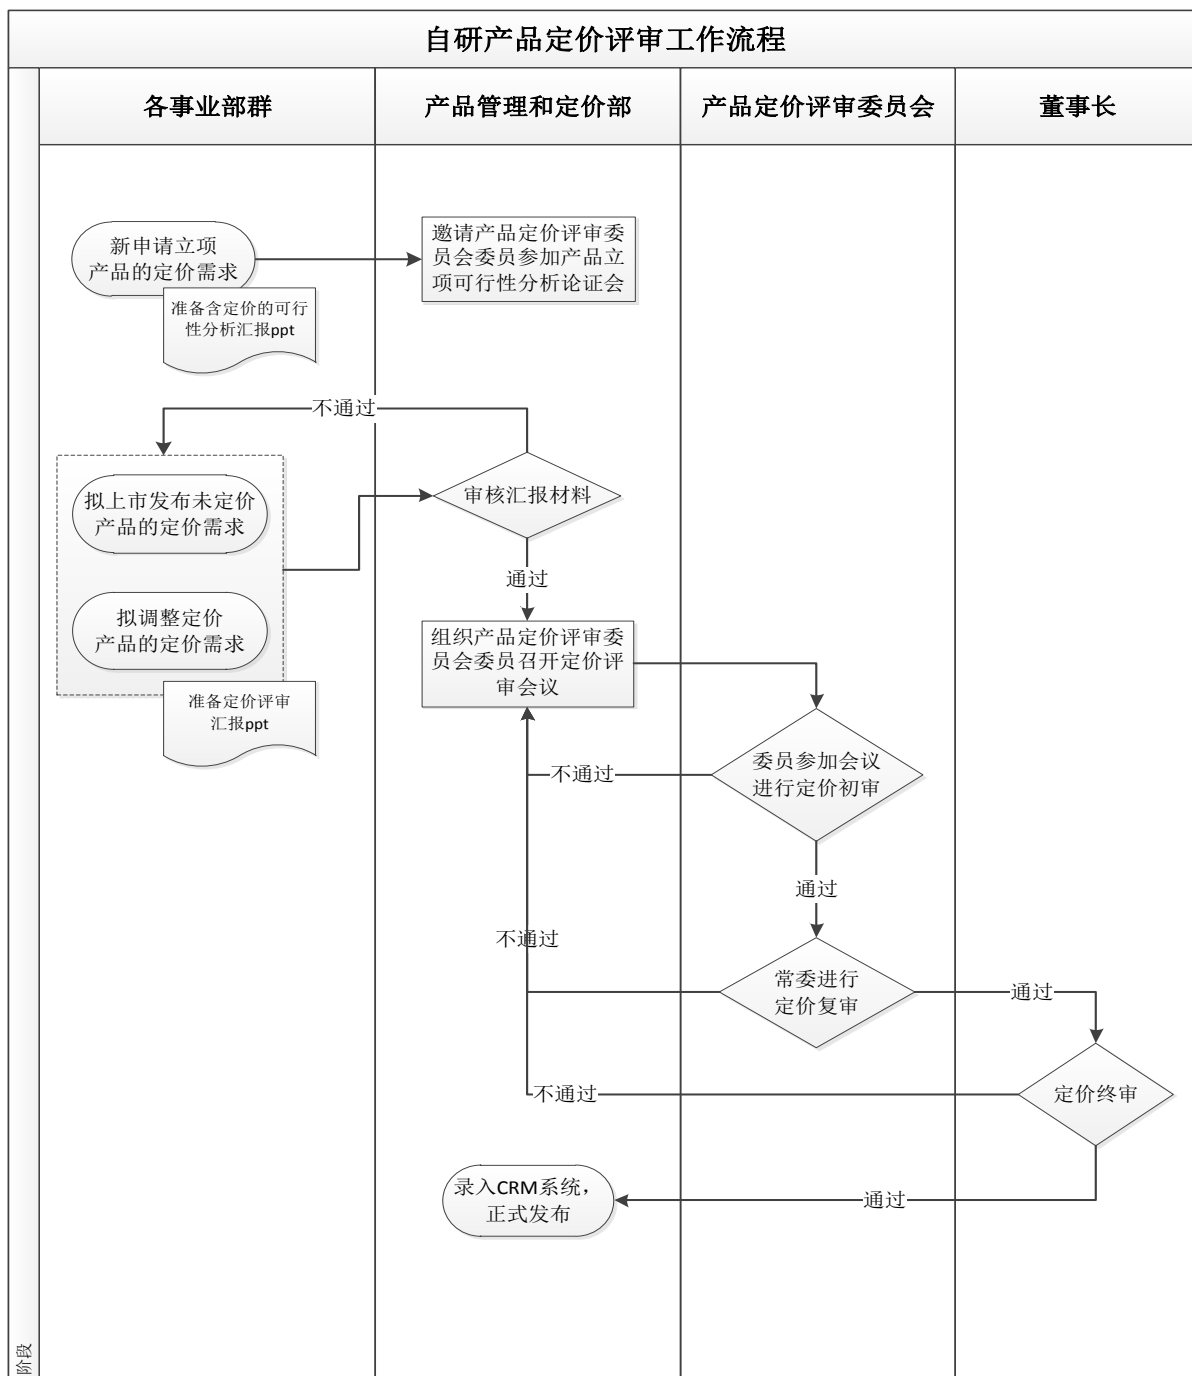 自研产品定价评审工作流程
各事业部群
产品管理和定价部
产品定价评审委员会
董事长
新申请立项
产品的定价需求
邀请产品定价评审委
员会委员参加产品立
项可行性分析论证会
准备含定价的可行
性分析汇报ppt
不通过
拟上市发布未定价
产品的定价需求
审核汇报材料
通过
拟调整定价
产品的定价需求
组织产品定价评审委
员会委员召开定价评
审会议
准备定价评审
汇报ppt
委员参加会议
进行定价初审
不通过
通过
不通过
常委进行
定价复审
通过
不通过
定价终审
录入CRM系统，
正式发布
通过
阶段